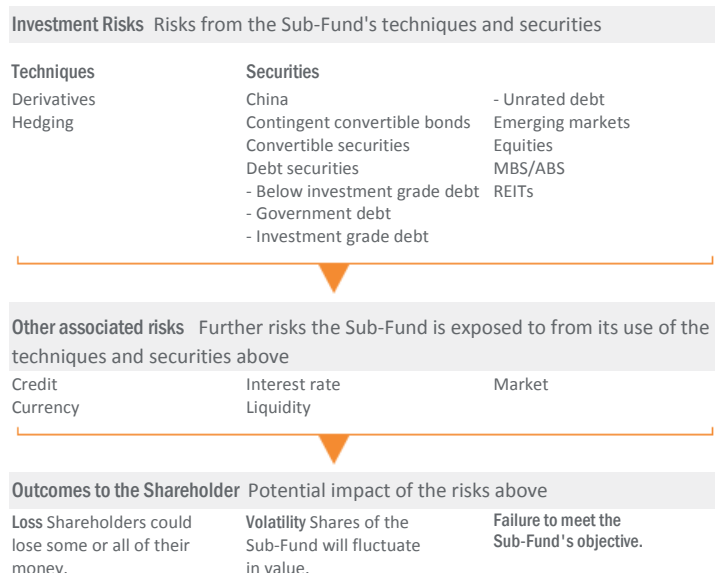 Investment Risks Risks from the Sub-Fund's techniques and securities
Techniques
Derivatives
Hedging
Securities
China
Contingent convertible bonds
Convertible securities
Debt securities
- Below investment grade debt
- Government debt
- Investment grade debt
- Unrated debt
Emerging markets
Equities
MBS/ABS
REITs
Other associated risks Further risks the Sub-Fund is exposed to from its use of the
techniques and securities above
Credit
Currency
Interest rate
Liquidity
Market
Outcomes to the Shareholder Potential impact of the risks above
Loss Shareholders could
lose some or all of their
money.
Volatility Shares of the
Sub-Fund will fluctuate
in value.
Failure to meet the
Sub-Fund's objective.